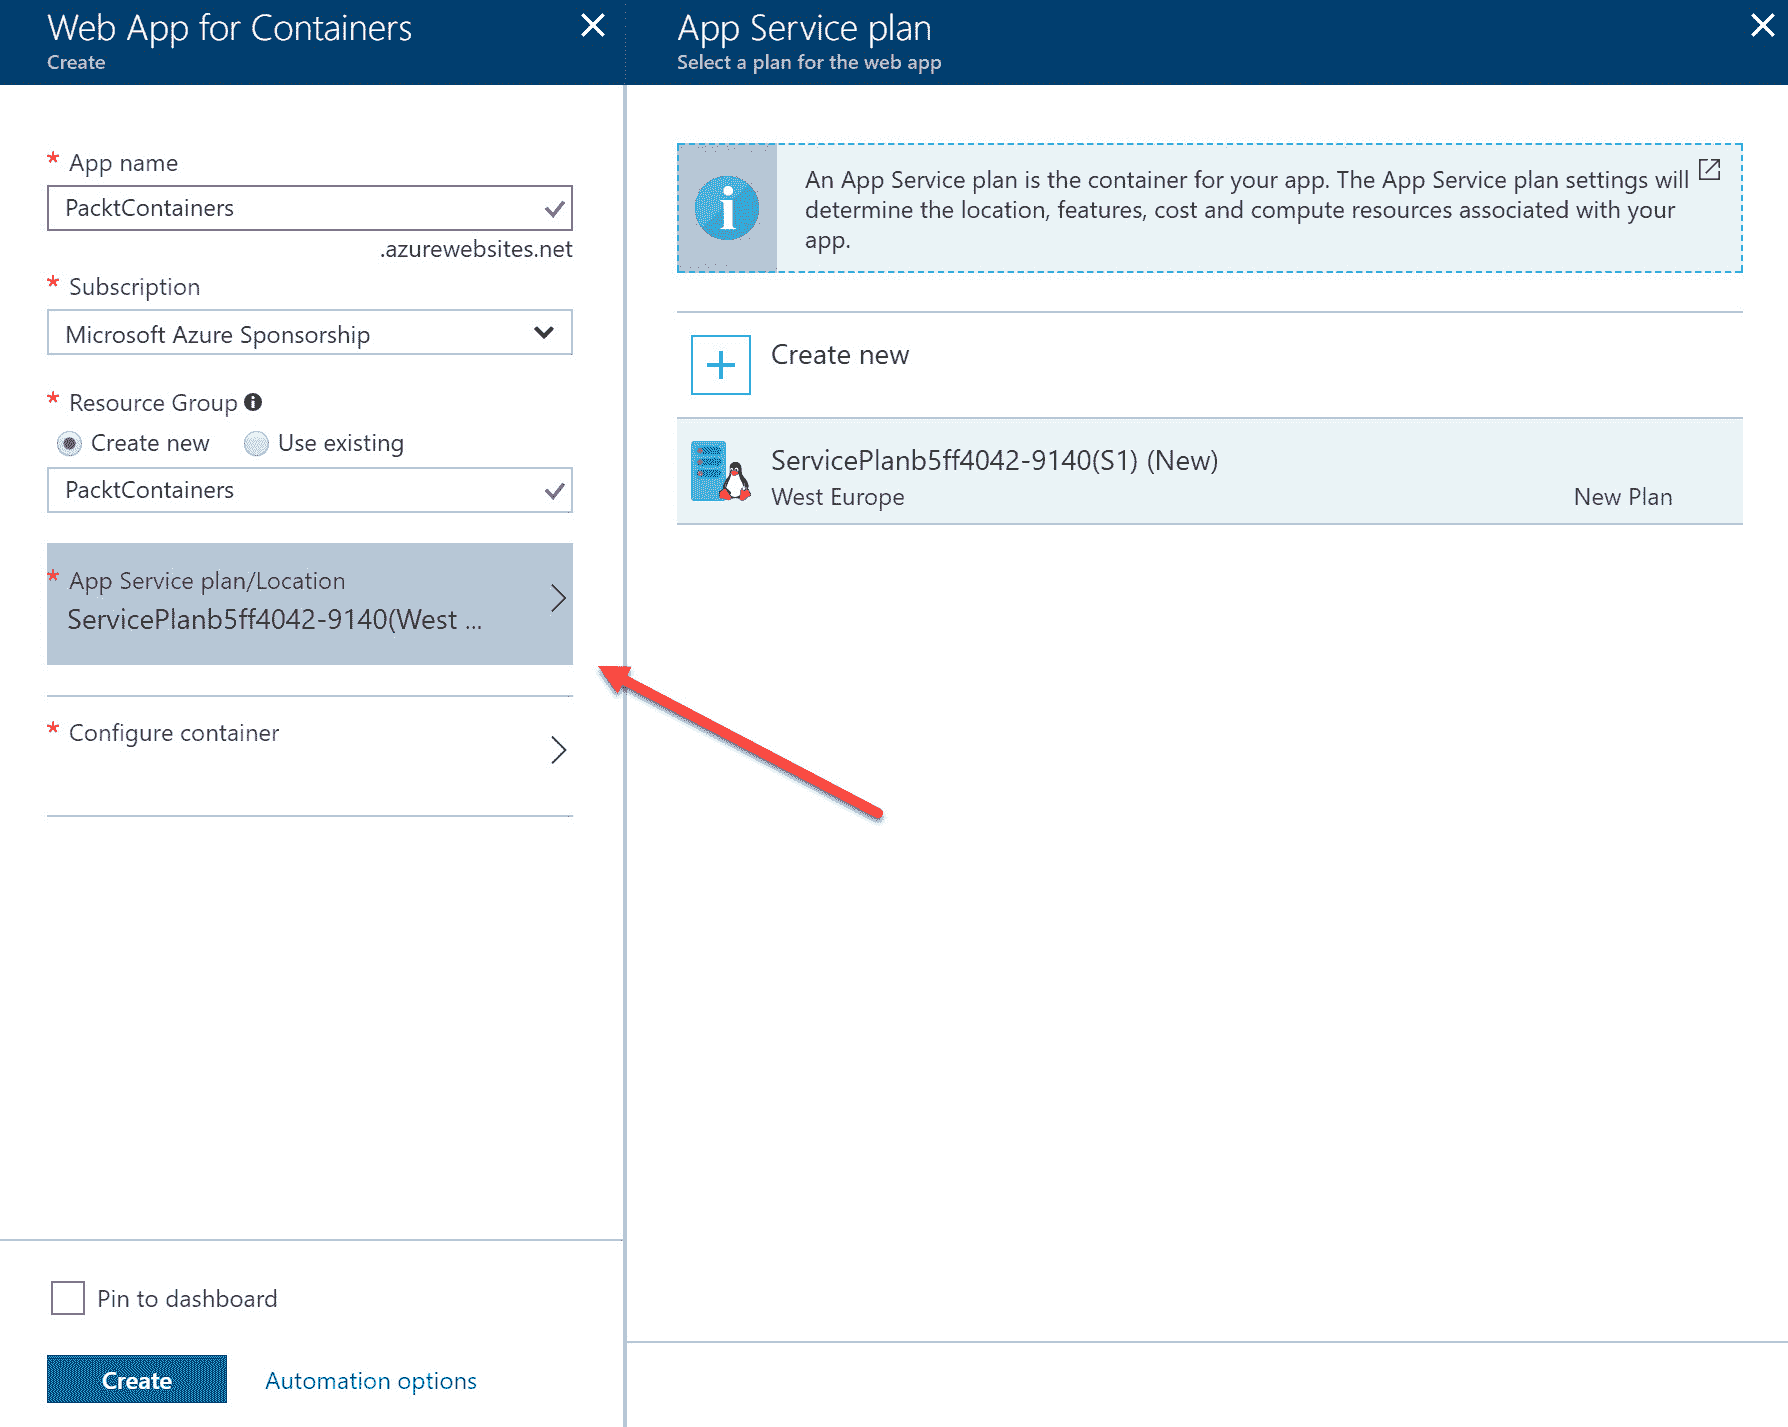 Web App for Containers
Create
* App name
PacktContainers
.azurewebsites.net
* Subscription
Microsoft Azure Sponsorship
* Resource Group
Create new
Use existing
PacktContainers
* App Service plan/Location
ServicePlanb5ff4042-9140(West ...
* Configure container
Pin to dashboard
Create
Automation options
App Service plan
Select a plan for the web app
An App Service plan is the container for your app. The App Service plan settings will
determine the location, features, cost and compute resources associated with your
app.
Create new
ServicePlanb5ff4042-9140(S1) (New)
West Europe
New Plan